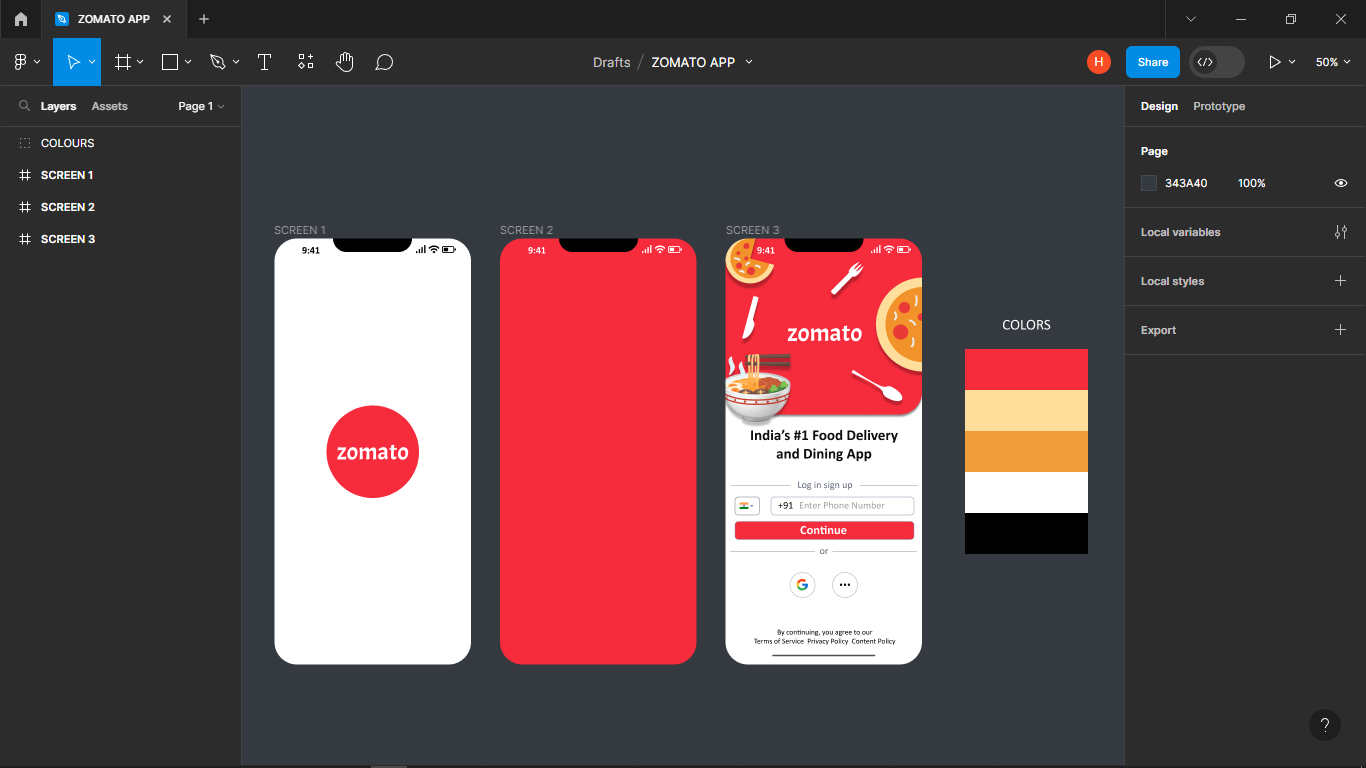 ZOMATO APP
Drafts / ZOMATO APP
H
Share
50%
Layers
Assets
Page 1
COLOURS
SCREEN 1
SCREEN 2
SCREEN 3
SCREEN 1
9:41
zomato
SCREEN 2
9:41
SCREEN 3
9:41
zomato
India’s #1 Food Delivery
and Dining App
Log in sign up
+91 Enter Phone Number
Continue
or
G
By continuing, you agree to our
Terms of Service Privacy Policy Content Policy
COLORS
Design
Prototype
Page
343A40 100%
Local variables
Local styles
Export
?